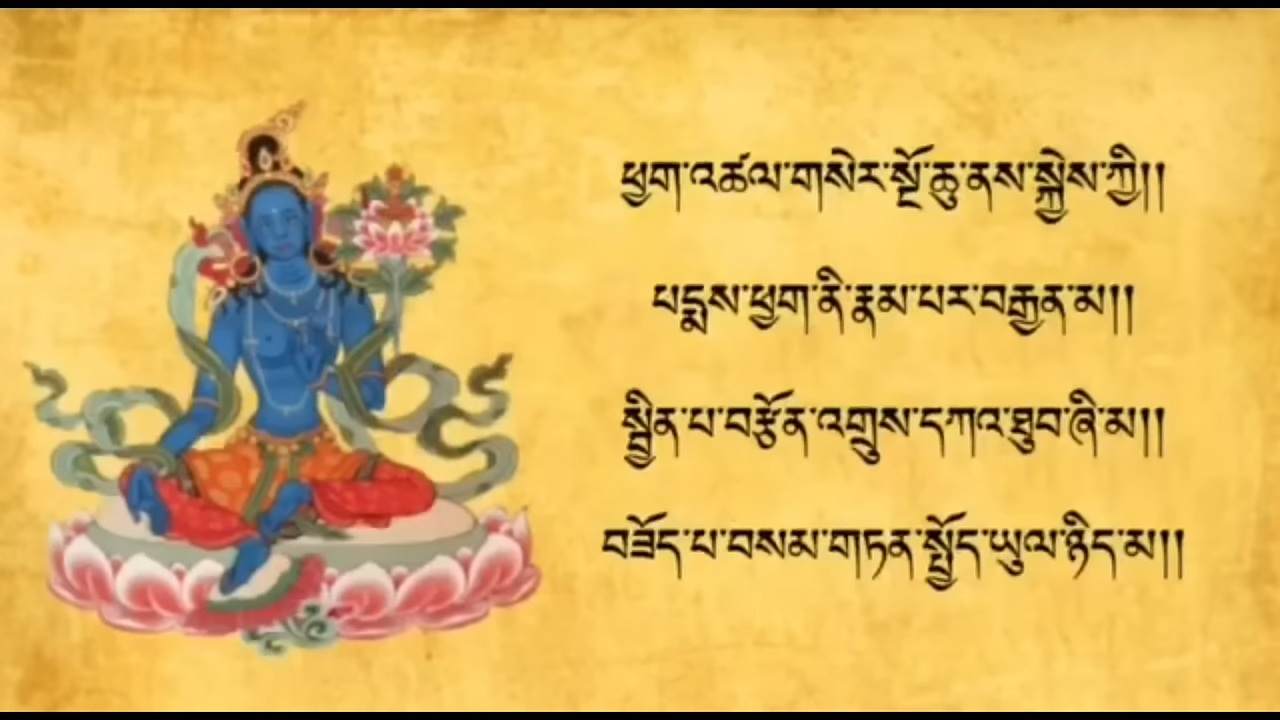 ཕྱག་འཚལ་གསེར་སྔོ་ཆུ་ནས་སྐྱེས་ཀྱི།།
པདྨས་ཕྱག་ནི་རྣམ་པར་བརྒྱན་མ།།
སྦྱིན་པ་བརྩོན་འགྲུས་དཀའ་ཐུབ་ཞི་མ།།
བཟོད་པ་བསམ་གཏན་སྤྱོད་ཡུལ་ཉིད་མ།།